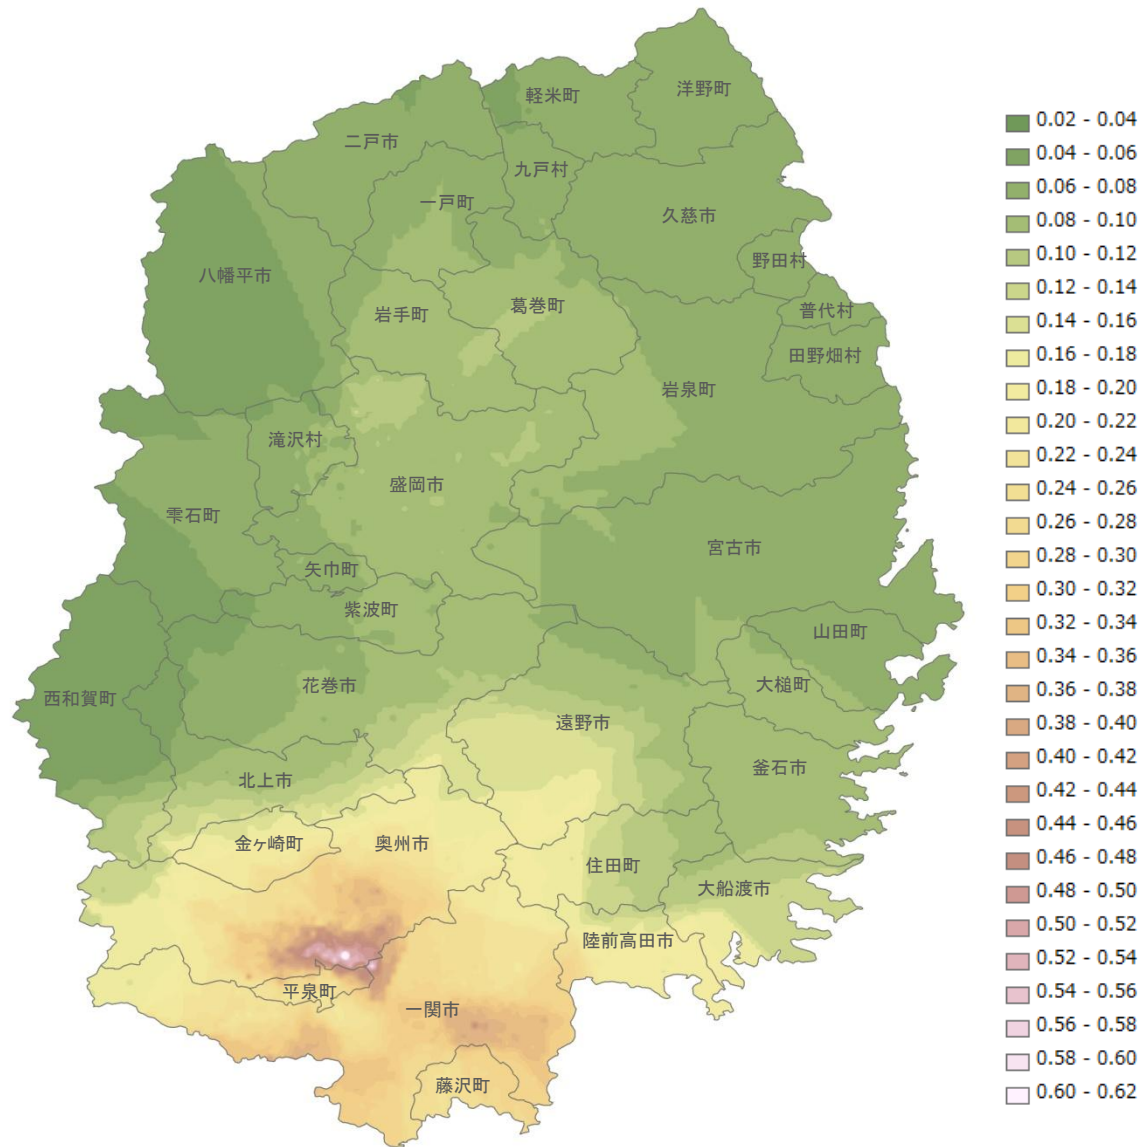 洋野町
軽米町
二戸市
九戸村
一戸町
久慈市
野田村
八幡平市
普代村
葛巻町
岩手町
田野畑村
岩泉町
滝沢村
盛岡市
雫石町
宮古市
矢巾町
紫波町
山田町
花巻市
大槌町
西和賀町
遠野市
釜石市
北上市
金ヶ崎町
奥州市
住田町
大船渡市
陸前高田市
平泉町
一関市
藤沢町
0.02 - 0.04
0.04 - 0.06
0.06 - 0.08
0.08 - 0.10
0.10 - 0.12
0.12 - 0.14
0.14 - 0.16
0.16 - 0.18
0.18 - 0.20
0.20 - 0.22
0.22 - 0.24
0.24 - 0.26
0.26 - 0.28
0.28 - 0.30
0.30 - 0.32
0.32 - 0.34
0.34 - 0.36
0.36 - 0.38
0.38 - 0.40
0.40 - 0.42
0.42 - 0.44
0.44 - 0.46
0.46 - 0.48
0.48 - 0.50
0.50 - 0.52
0.52 - 0.54
0.54 - 0.56
0.56 - 0.58
0.58 - 0.60
0.60 - 0.62